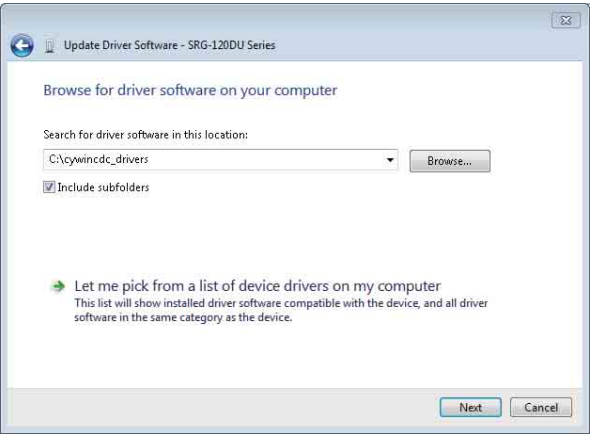 Update Driver Software - SRG-120DU Series
Browse for driver software on your computer
Search for driver software in this location:
C:\cywincdc_drivers
Browse...
Include subfolders
Let me pick from a list of device drivers on my computer
This list will show installed driver software compatible with the device, and all driver
software in the same category as the device.
Next
Cancel